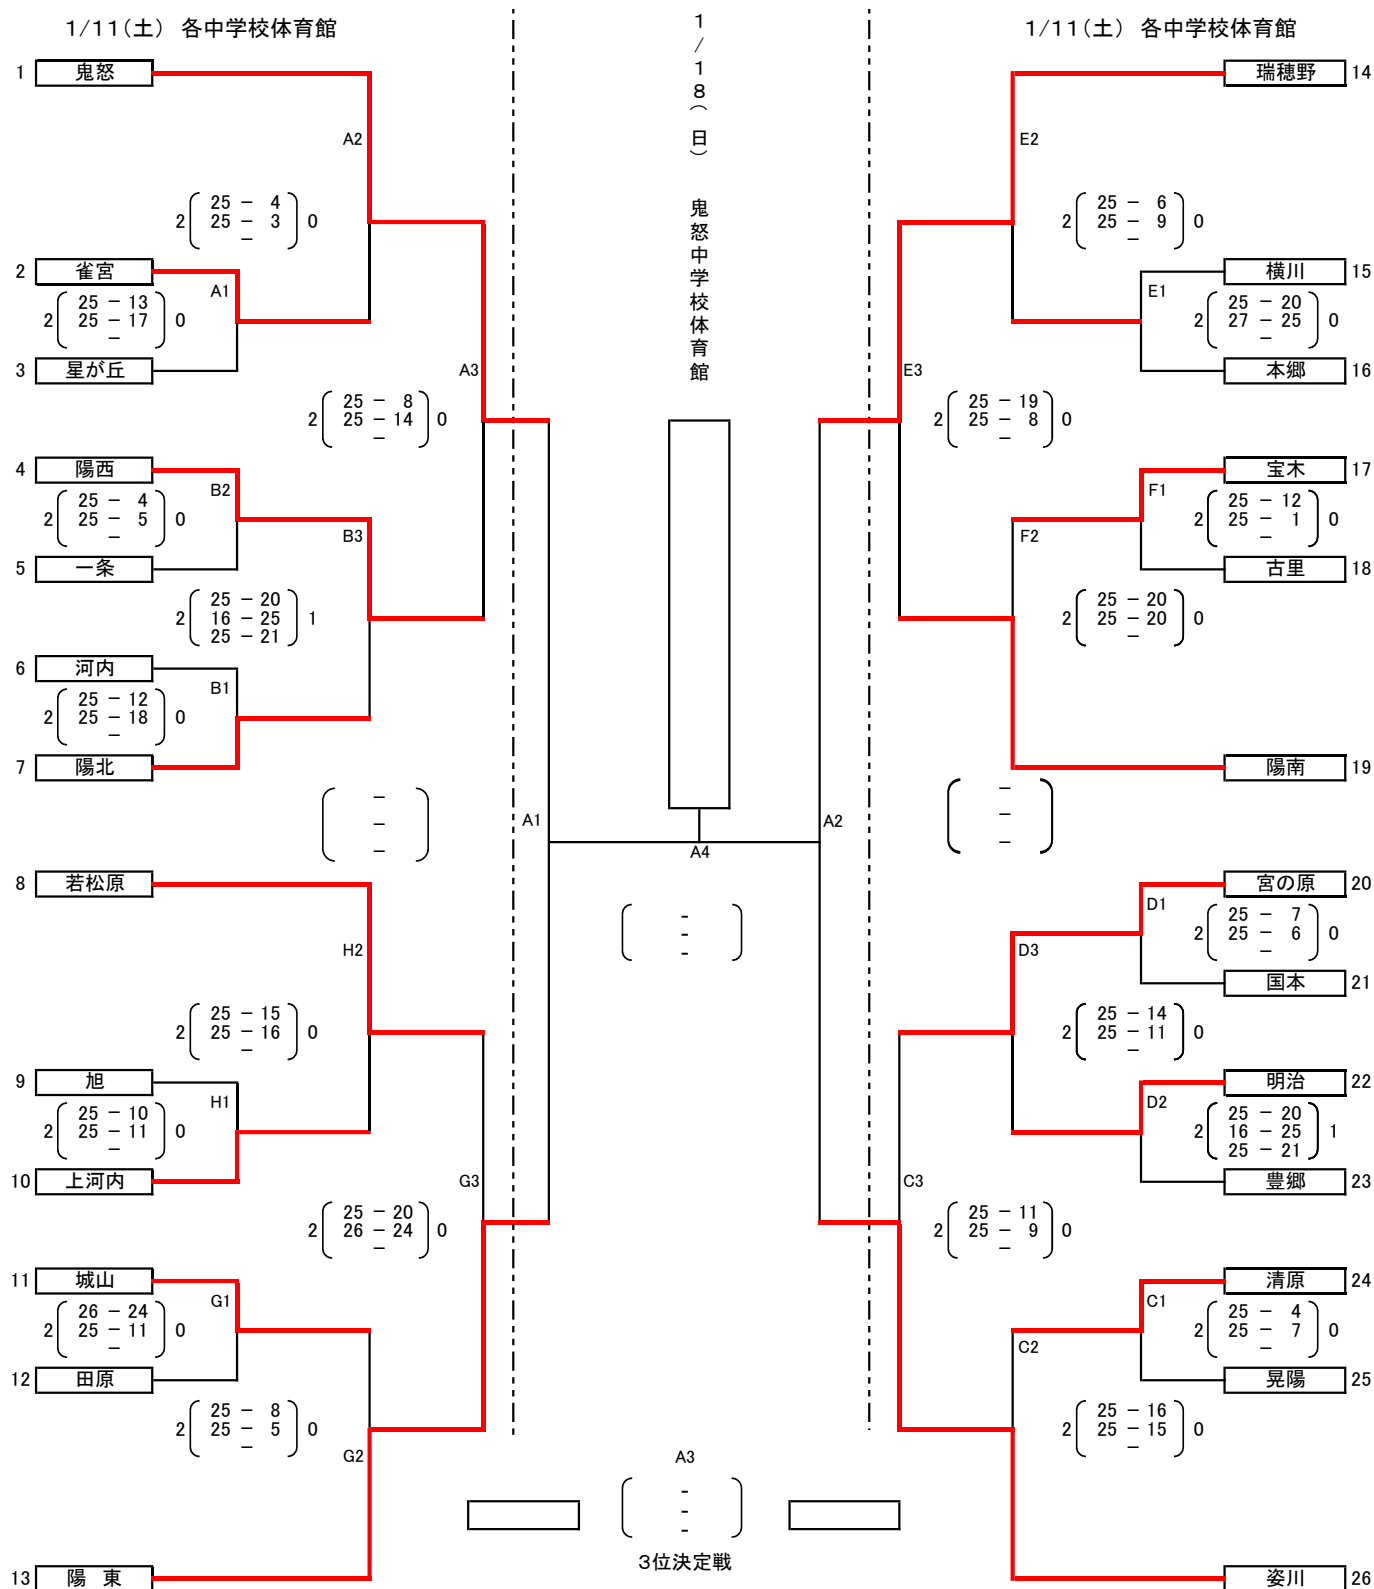 1/11(土) 各中学校体育館
1/18(日) 鬼怒中学校体育館
1/11(土) 各中学校体育館
1 鬼怒
A2
25 － 4
2 25 － 3 0
－
2 雀宮
A1
25 － 13
2 25 － 17 0
－
3 星が丘
A3
25 － 8
2 25 － 14 0
－
4 陽西
B2
25 － 4
2 25 － 5 0
－
5 一条
B3
25 － 20
2 16 － 25 1
25 － 21
6 河内
B1
25 － 12
2 25 － 18 0
－
7 陽北
－
－
－
A1
8 若松原
H2
25 － 15
2 25 － 16 0
－
9 旭
H1
25 － 10
2 25 － 11 0
－
10 上河内
G3
25 － 20
2 26 － 24 0
－
11 城山
G1
26 － 24
2 25 － 11 0
－
12 田原
25 － 8
2 25 － 5 0
－
G2
13 陽 東
A4
-
-
-
A3
-
-
-
3位決定戦
瑞穂野 14
E2
25 － 6
2 25 － 9 0
－
横川 15
E1
25 － 20
2 27 － 25 0
－
本郷 16
E3
25 － 19
2 25 － 8 0
－
宝木 17
F1
25 － 12
2 25 － 1 0
－
古里 18
F2
25 － 20
2 25 － 20 0
－
陽南 19
－
－
－
A2
宮の原 20
D1
25 － 7
2 25 － 6 0
－
国本 21
D3
25 － 14
2 25 － 11 0
－
明治 22
D2
25 － 20
2 16 － 25 1
25 － 21
豊郷 23
C3
25 － 11
2 25 － 9 0
－
清原 24
C1
25 － 4
2 25 － 7 0
－
晃陽 25
C2
25 － 16
2 25 － 15 0
－
姿川 26